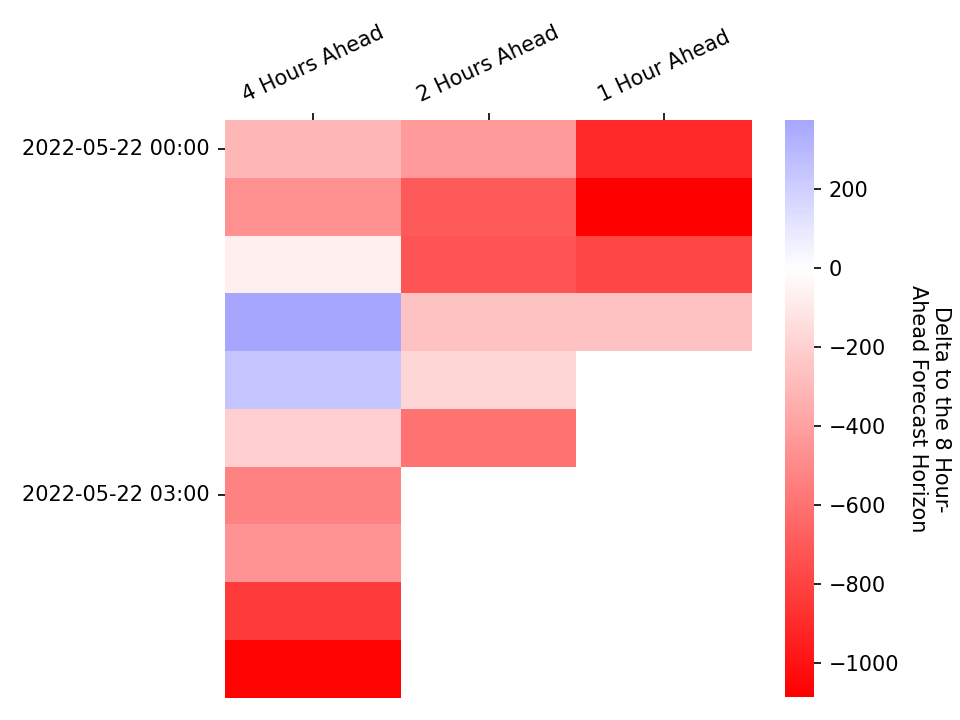 4 Hours Ahead
2 Hours Ahead
1 Hour Ahead
2022-05-22 00:00
2022-05-22 03:00
200
0
−200
−400
−600
−800
−1000
Delta to the 8 Hour-
Ahead Forecast Horizon